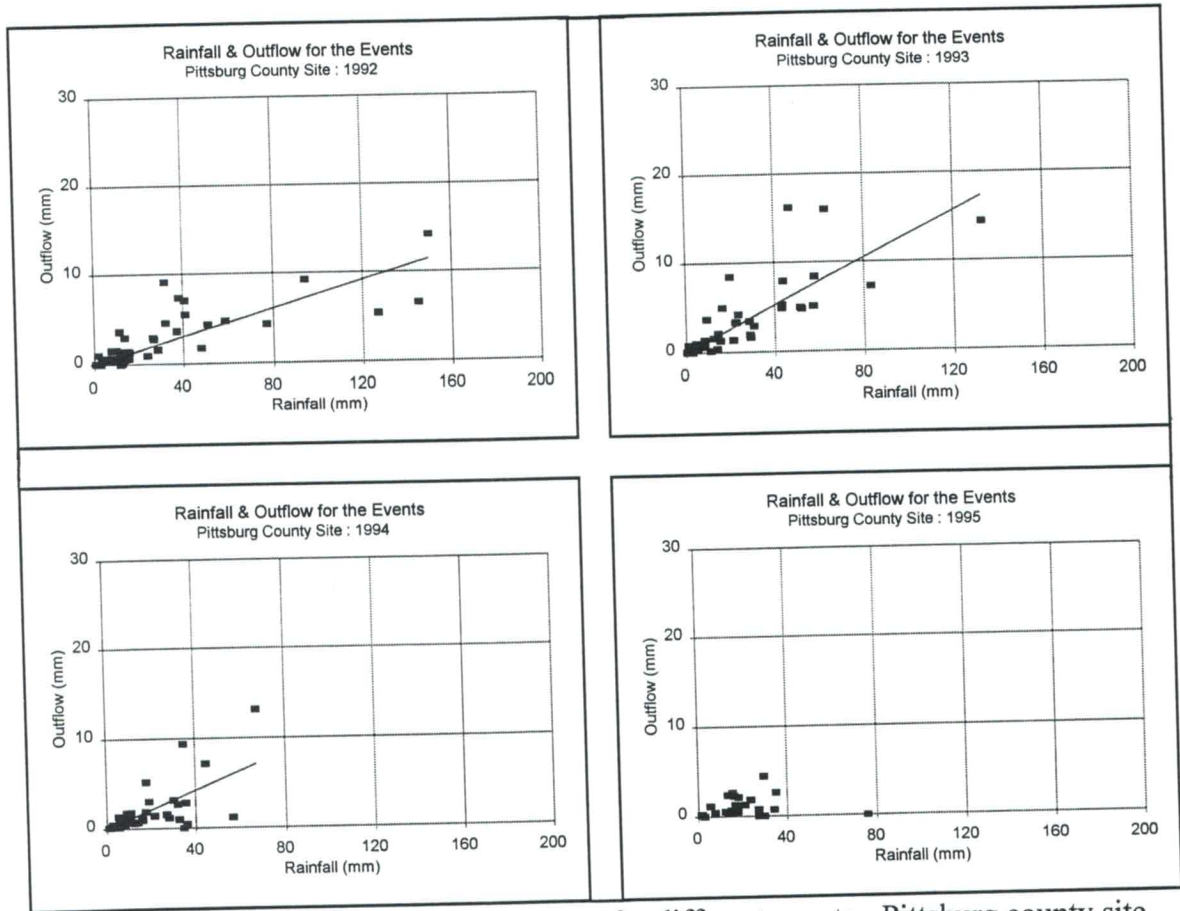 Rainfall & Outflow for the Events
Pittsburg County Site : 1992
30
20
10
0
Outflow (mm)
0 40 80 120 160 200
Rainfall (mm)
Rainfall & Outflow for the Events
Pittsburg County Site : 1993
30
20
10
0
Outflow (mm)
0 40 80 120 160 200
Rainfall (mm)
Rainfall & Outflow for the Events
Pittsburg County Site : 1994
30
20
10
0
Outflow (mm)
0 40 80 120 160 200
Rainfall (mm)
Rainfall & Outflow for the Events
Pittsburg County Site : 1995
30
20
10
0
Outflow (mm)
0 40 80 120 160 200
Rainfall (mm)
Pittsburg county site